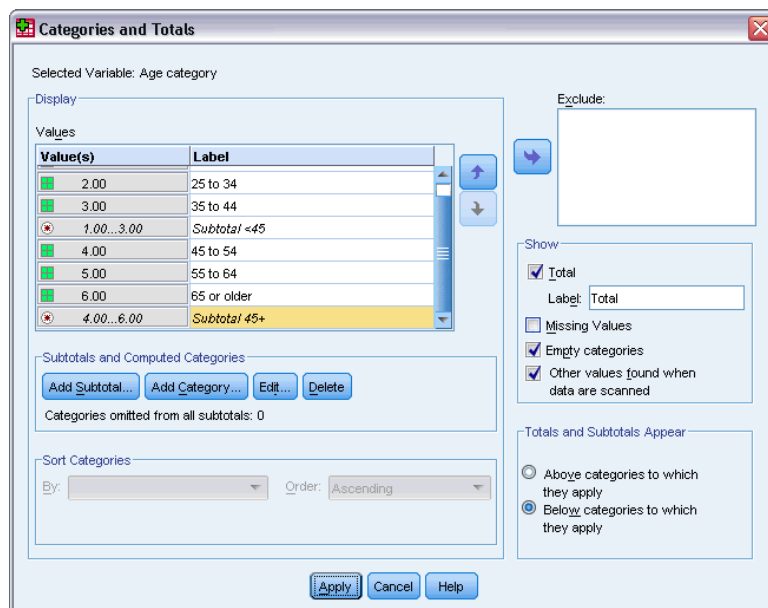 Categories and Totals
Selected Variable: Age category
Display
Values
Value(s) Label
2.00 25 to 34
3.00 35 to 44
1.00...3.00 Subtotal <45
4.00 45 to 54
5.00 55 to 64
6.00 65 or older
4.00...6.00 Subtotal 45+
Subtotals and Computed Categories
Add Subtotal... Add Category... Edit... Delete
Categories omitted from all subtotals: 0
Sort Categories
By: Order: Ascending
Exclude:
Show
Total
Label: Total
Missing Values
Empty categories
Other values found when
data are scanned
Totals and Subtotals Appear
Above categories to which
they apply
Below categories to which
they apply
Apply Cancel Help